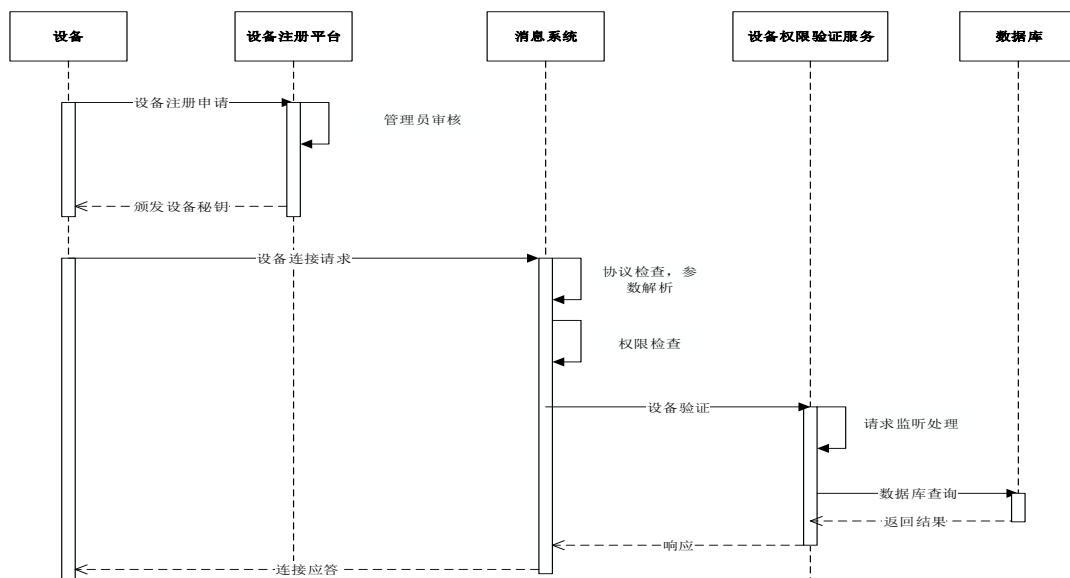 设备
设备注册平台
消息系统
设备权限验证服务
数据库
设备注册申请
管理员审核
颁发设备秘钥
设备连接请求
协议检查，参
数解析
权限检查
设备验证
请求监听处理
数据库查询
返回结果
响应
连接应答